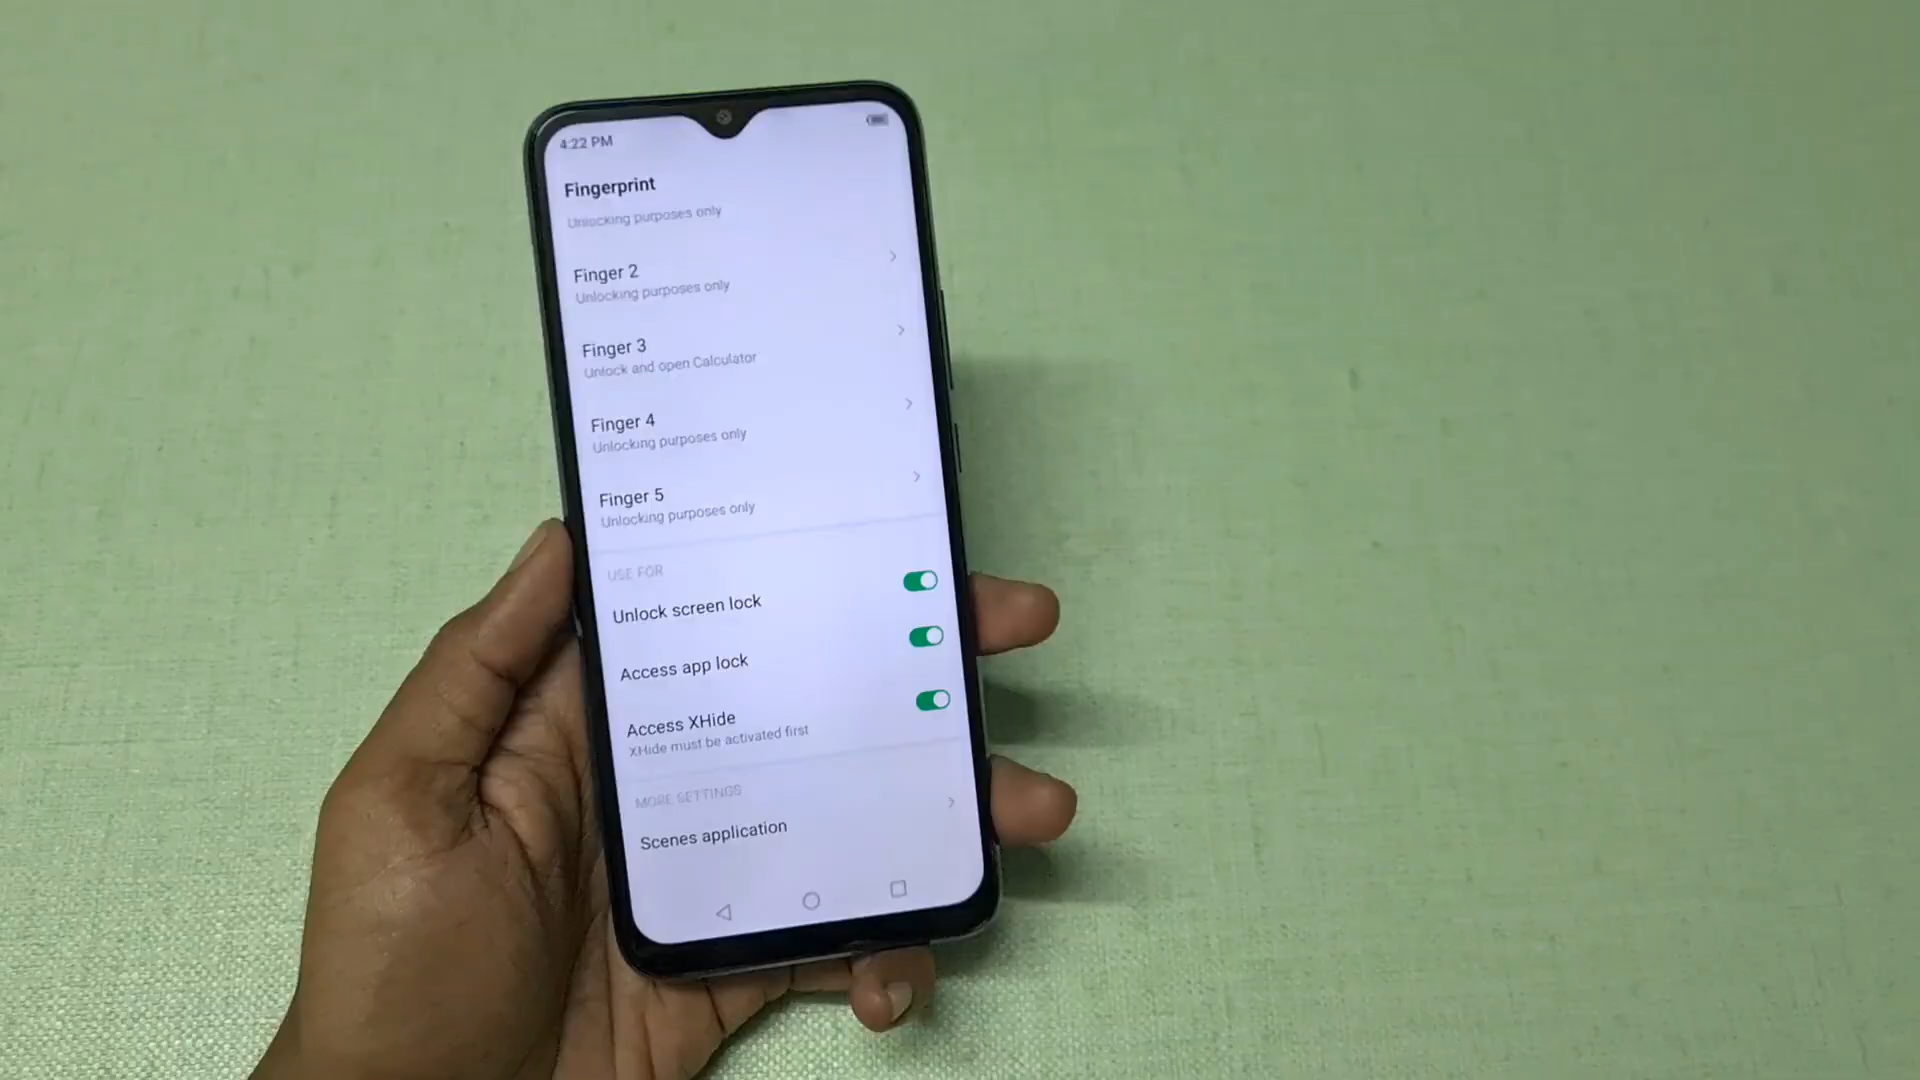 4:22 PM
Fingerprint
Unlocking purposes only
Finger 2
Unlocking purposes only
Finger 3
Unlock and open Calculator
Finger 4
Unlocking purposes only
Finger 5
Unlocking purposes only
USE FOR
Unlock screen lock
Access app lock
Access XHide
XHide must be activated first
MORE SETTINGS
Scenes application